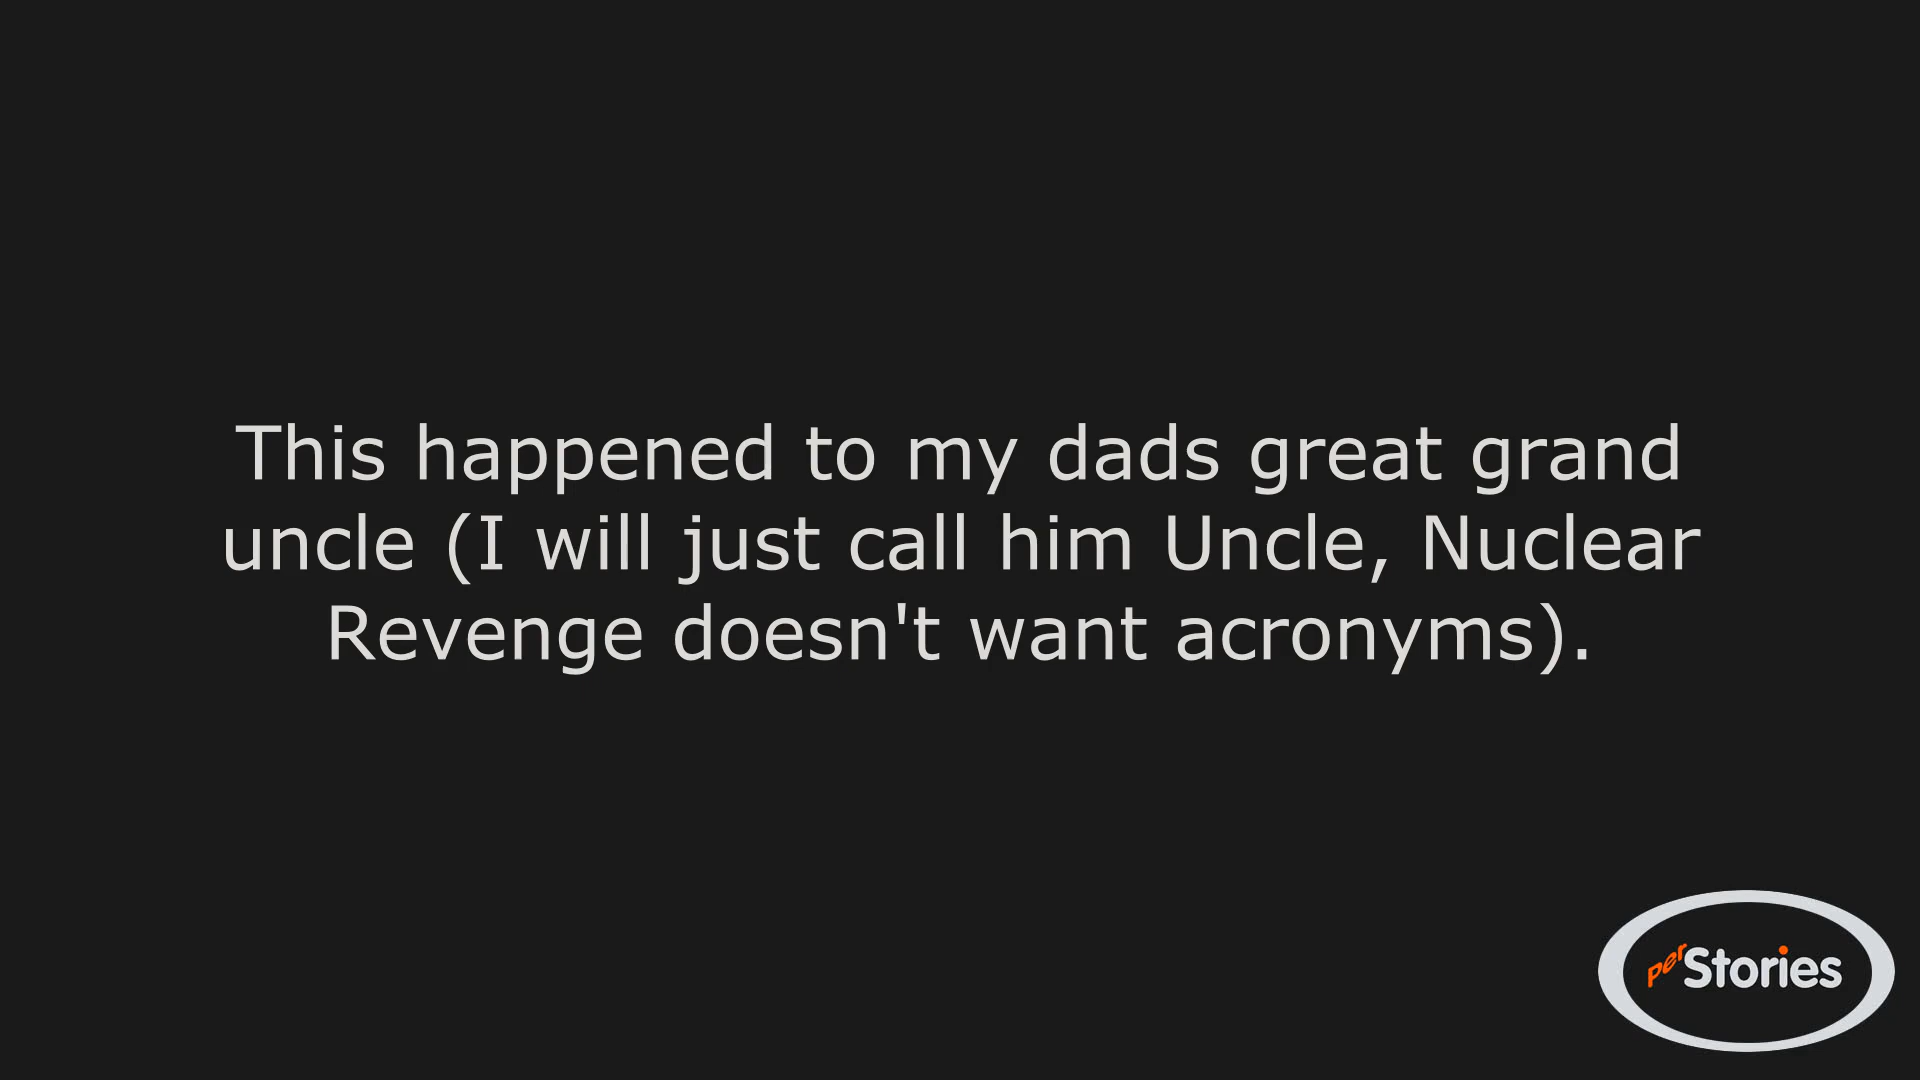 This happened to my dads great grand
uncle (I will just call him Uncle, Nuclear
Revenge doesn't want acronyms).
perStories